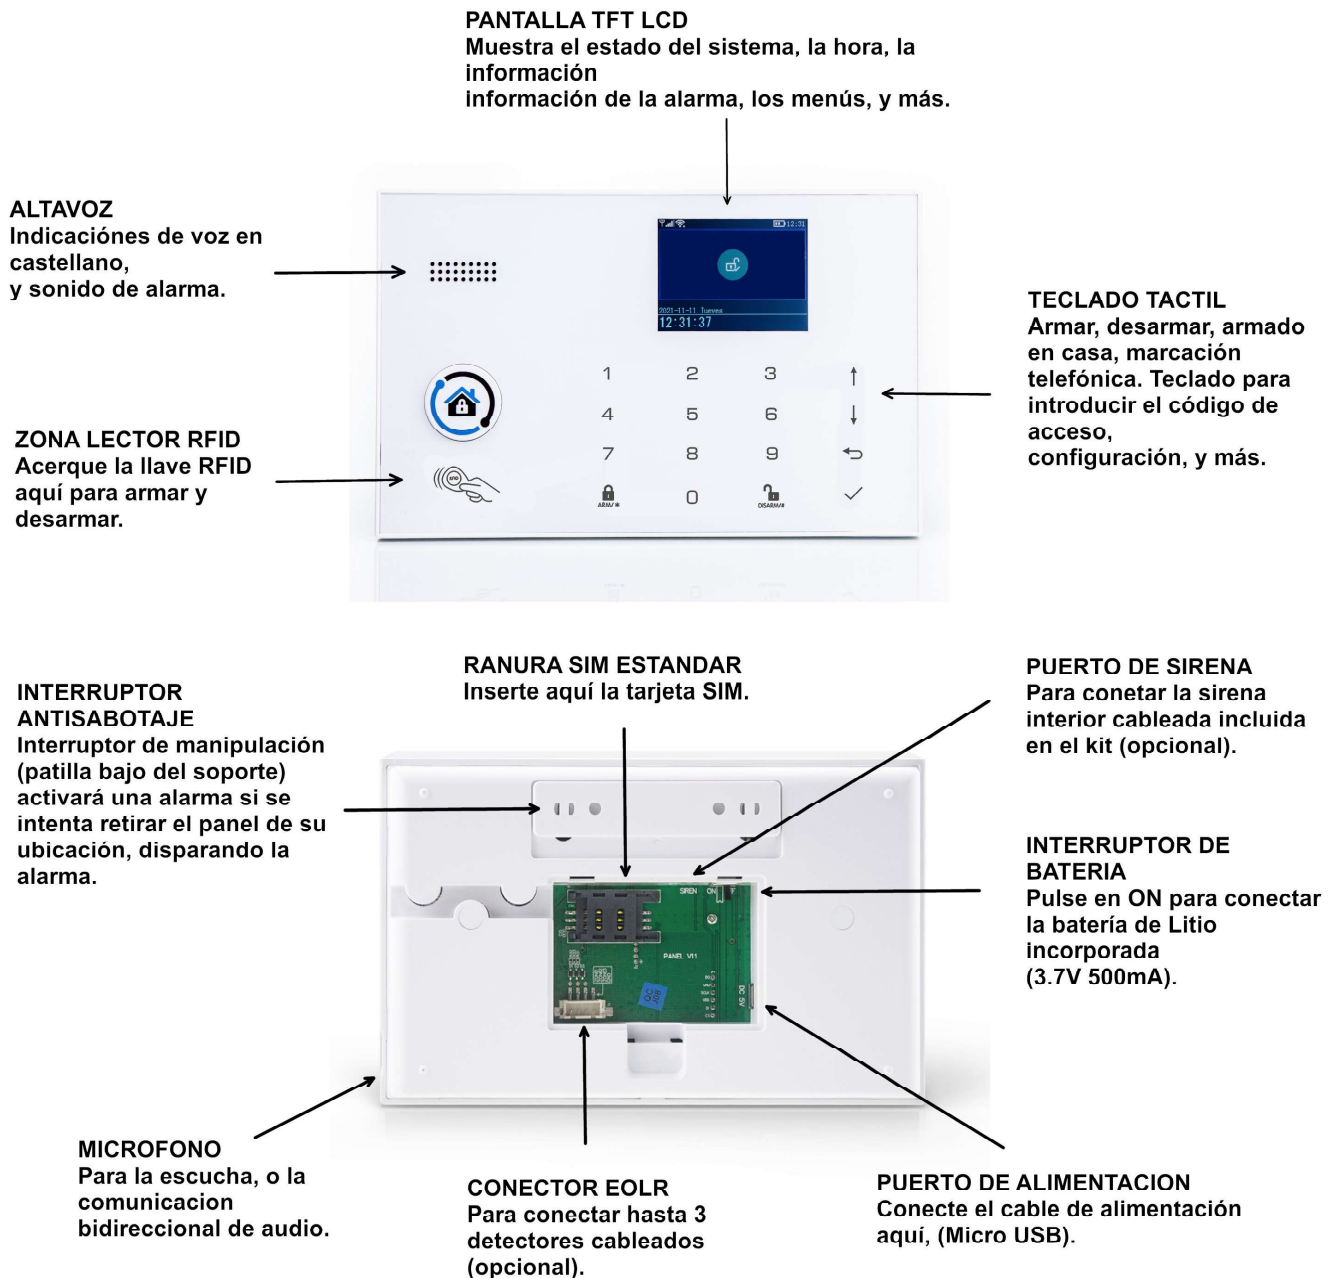 PANTALLA TFT LCD
Muestra el estado del sistema, la hora, la
información
información de la alarma, los menús, y más.
ALTAVOZ
Indicaciónes de voz en
castellano,
y sonido de alarma.
12:31
2021-11-11 Jueves
12:31:37
TECLADO TACTIL
Armar, desarmar, armado
en casa, marcación
telefónica. Teclado para
introducir el código de
acceso,
configuración, y más.
1 2 3
4 5 6
7 8 9
ARM/* 0 DISARM/#
ZONA LECTOR RFID
Acerque la llave RFID
aquí para armar y
desarmar.
RANURA SIM ESTANDAR
Inserte aquí la tarjeta SIM.
PUERTO DE SIRENA
Para conetar la sirena
interior cableada incluida
en el kit (opcional).
INTERRUPTOR
ANTISABOTAJE
Interruptor de manipulación
(patilla bajo del soporte)
activará una alarma si se
intenta retirar el panel de su
ubicación, disparando la
alarma.
INTERRUPTOR DE
BATERIA
Pulse en ON para conectar
la batería de Litio
incorporada
(3.7V 500mA).
SIREN ON
PANEL V11
DC 5V
QC
MICROFONO
Para la escucha, o la
comunicacion
bidireccional de audio.
CONECTOR EOLR
Para conectar hasta 3
detectores cableados
(opcional).
PUERTO DE ALIMENTACION
Conecte el cable de alimentación
aquí, (Micro USB).